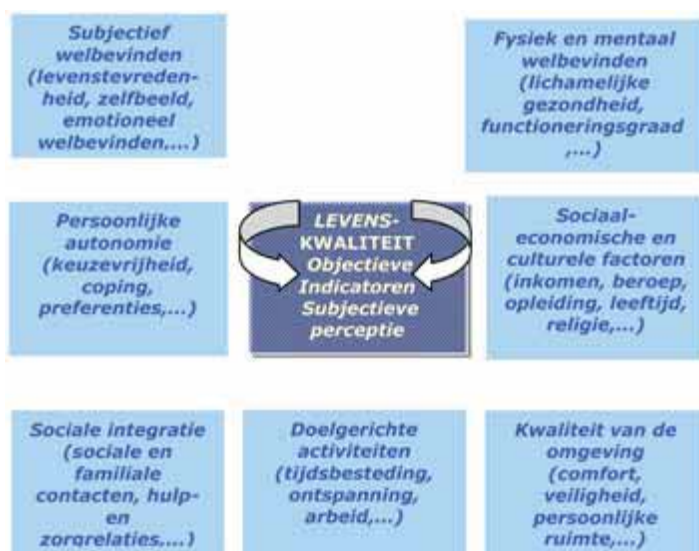 Subjectief
welbevinden
(levenstevreden-
heid, zelfbeeld,
emotioneel
welbevinden,...)
Fysiek en mentaal
welbevinden
(lichamelijke
gezondheid,
functioneringsgraad
,...)
Persoonlijke
autonomie
(keuzevrijheid,
coping,
preferenties,...)
LEVENS-
KWALITEIT
Objectieve
Indicatoren
Subjectieve
perceptie
Sociaal-
economische en
culturele factoren
(inkomen, beroep,
opleiding, leeftijd,
religie,...)
Sociale integratie
(sociale en
familiale
contacten, hulp-
en
zorgrelaties,...)
Doelgerichte
activiteiten
(tijdsbesteding,
ontspanning,
arbeid,...)
Kwaliteit van de
omgeving
(comfort,
veiligheid,
persoonlijke
ruimte,...)